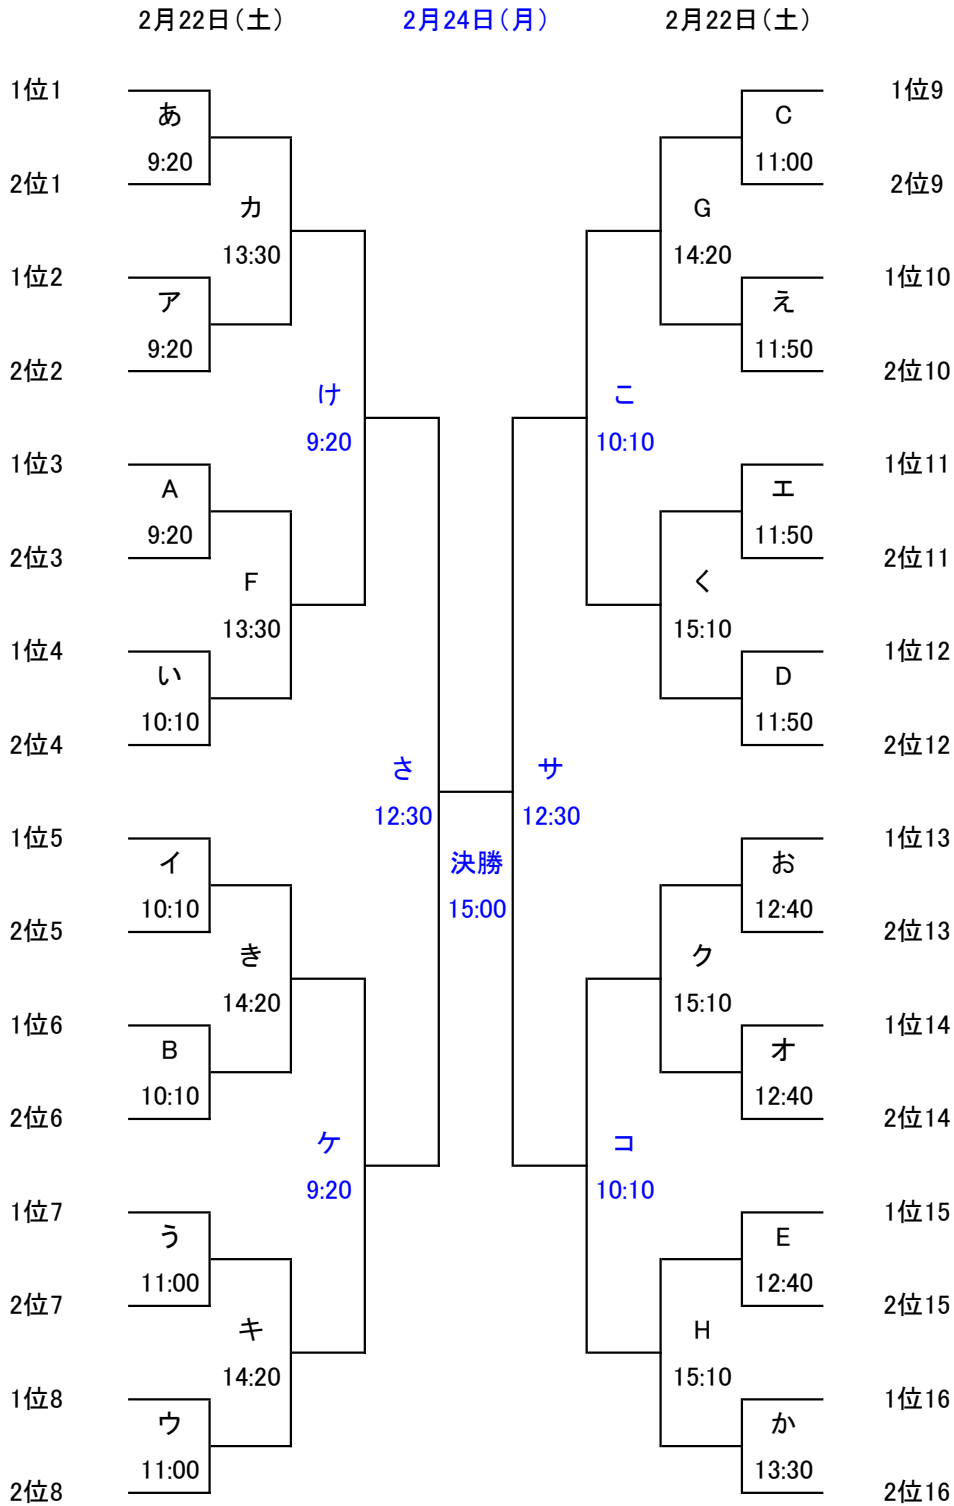 2月22日（土）
2月24日（月）
2月22日（土）
1位1
あ
9:20
2位1
カ
13:30
1位2
ア
9:20
2位2
け
9:20
1位3
A
9:20
2位3
F
13:30
1位4
い
10:10
2位4
さ
12:30
1位5
イ
10:10
2位5
き
14:20
1位6
B
10:10
2位6
ケ
9:20
1位7
う
11:00
2位7
キ
14:20
1位8
ウ
11:00
2位8
決勝
15:00
1位9
C
11:00
2位9
G
14:20
1位10
え
11:50
2位10
こ
10:10
1位11
エ
11:50
2位11
く
15:10
1位12
D
11:50
2位12
サ
12:30
1位13
お
12:40
2位13
ク
15:10
1位14
オ
12:40
2位14
コ
10:10
1位15
E
12:40
2位15
H
15:10
1位16
か
13:30
2位16